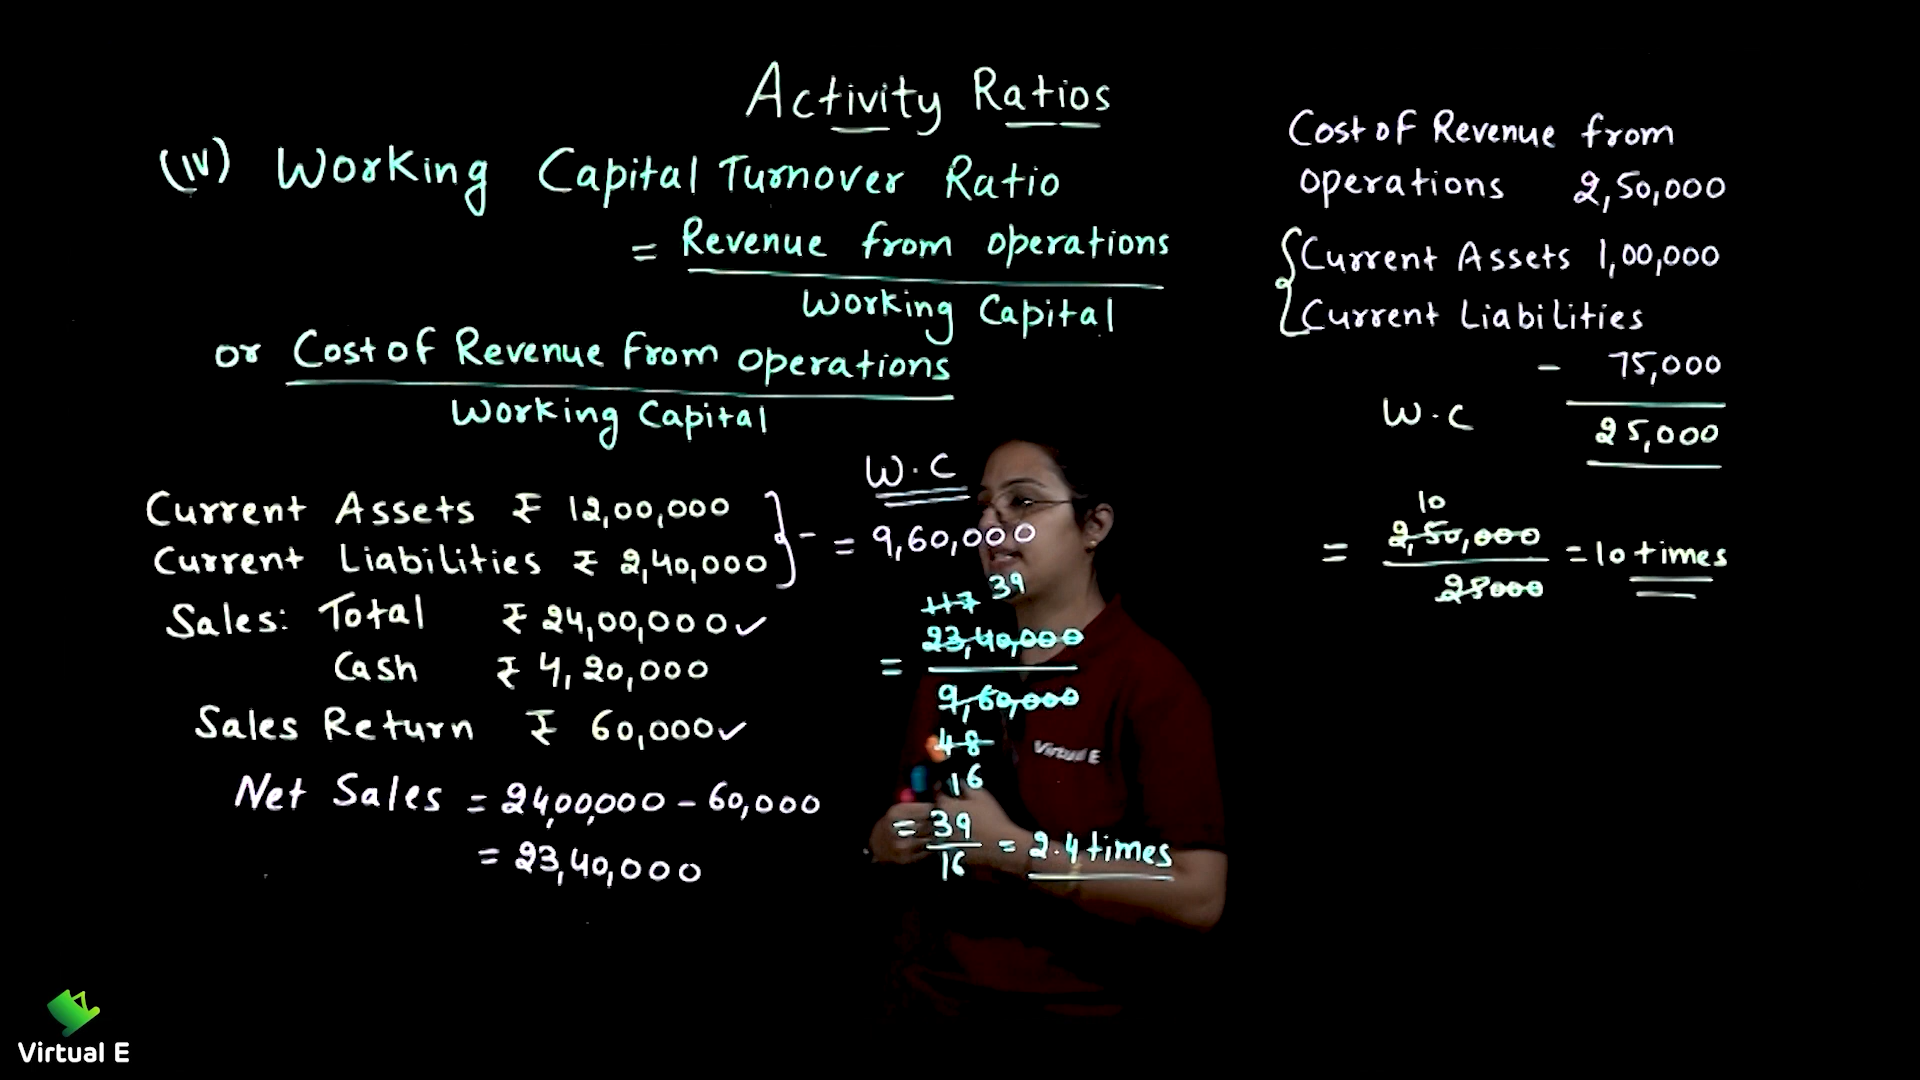 Activity Ratios
(iv) Working Capital Turnover Ratio
= Revenue from operations
Working Capital
or Cost of Revenue from operations
Working Capital
Current Assets ₹ 12,00,000
Current Liabilities ₹ 2,40,000
} - = 9,60,000
W.C
Sales: Total ₹ 24,00,000 ✓
Cash ₹ 4,20,000
Sales Return ₹ 60,000 ✓
Net Sales = 24,00,000 - 60,000
= 23,40,000
117 39
= 23,40,000
9,60,000
48
16
= 39
16
= 2.4 times
Cost of Revenue from
operations 2,50,000
{ Current Assets 1,00,000
Current Liabilities
- 75,000
W.C 25,000
10
= 2,50,000
25000
= 10 times
Virtual E
Virtual E